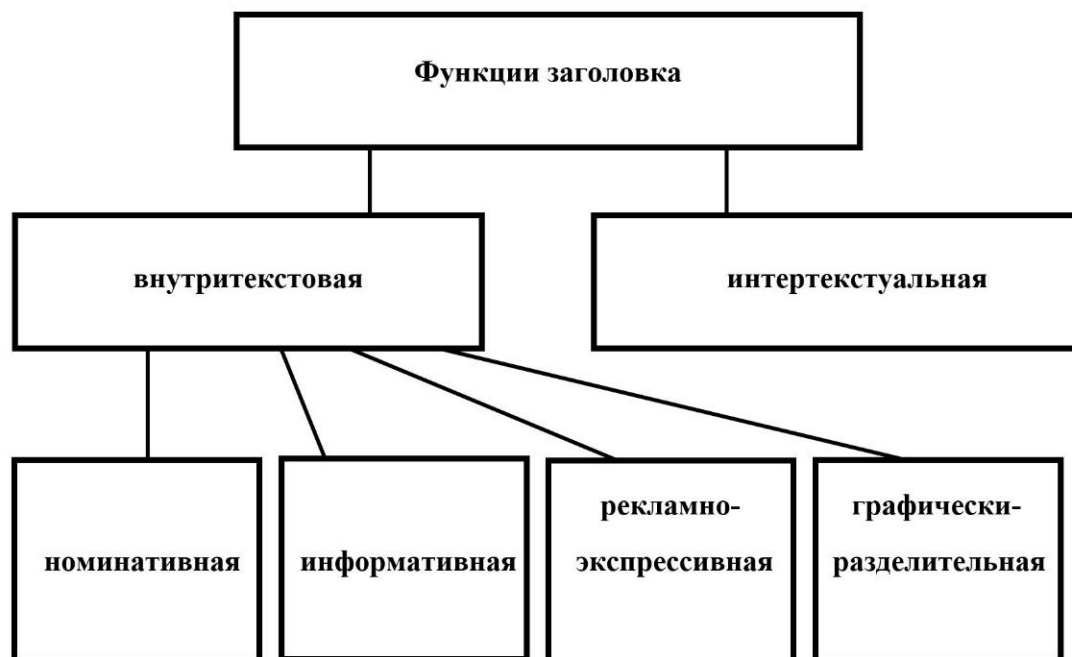 Функции заголовка
внутритекстовая
интертекстуальная
номинативная
информативная
рекламно-
экспрессивная
графически-
разделительная